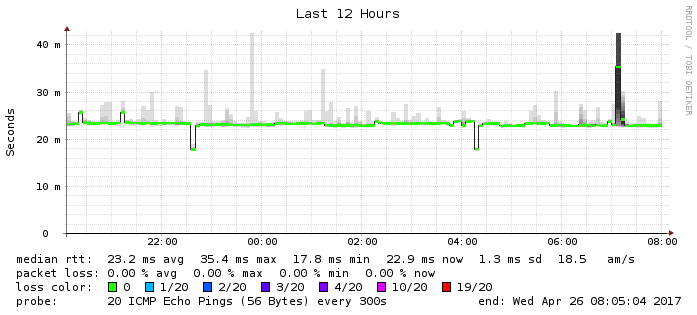 Last 12 Hours
RRDTOOL / TOBI OETIKER
Seconds
40 m
30 m
20 m
10 m
0
22:00 00:00 02:00 04:00 06:00 08:00
median rtt: 23.2 ms avg 35.4 ms max 17.8 ms min 22.9 ms now 1.3 ms sd 18.5 am/s
packet loss: 0.00 % avg 0.00 % max 0.00 % min 0.00 % now
loss color: 0 1/20 2/20 3/20 4/20 10/20 19/20
probe: 20 ICMP Echo Pings (56 Bytes) every 300s end: Wed Apr 26 08:05:04 2017